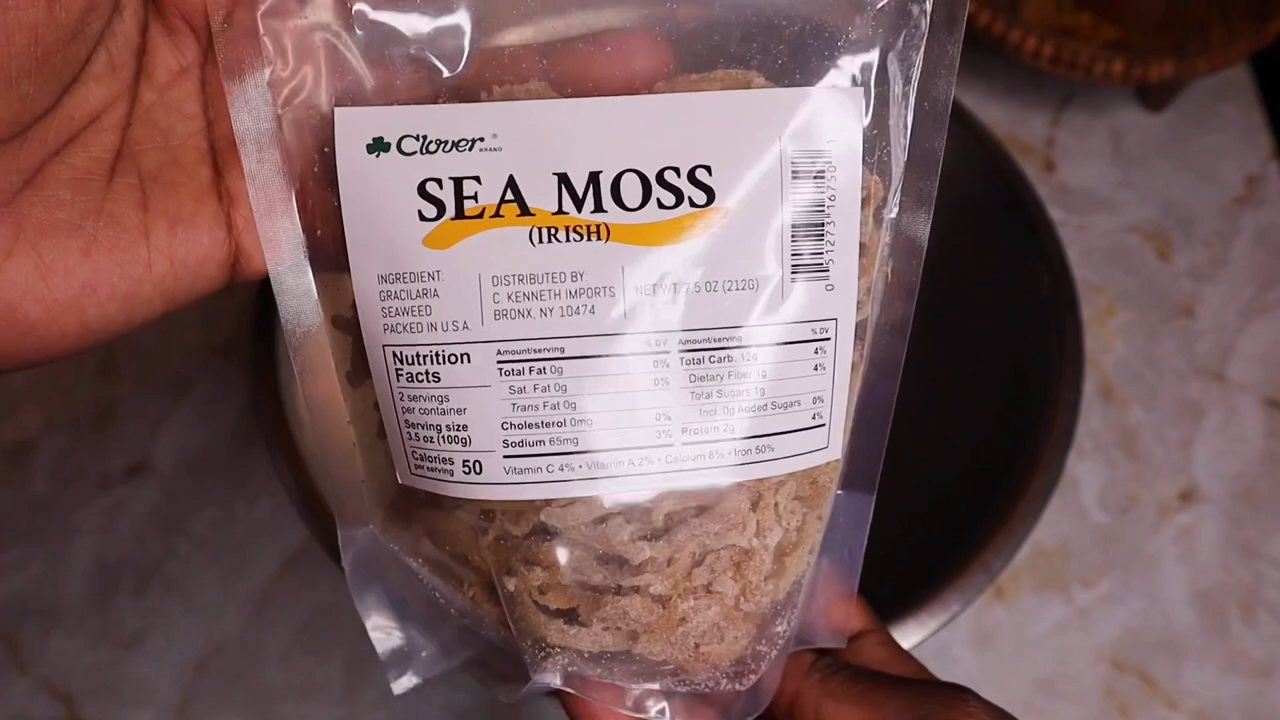 Clover ®
BRAND
SEA MOSS
(IRISH)
INGREDIENT:
GRACILARIA
SEAWEED
PACKED IN U.S.A.
DISTRIBUTED BY:
C. KENNETH IMPORTS
BRONX, NY 10474
NET WT. 7.5 OZ (212G)
0 51273 16750 1
Nutrition
Facts
2 servings
per container
Serving size
3.5 oz (100g)
Calories
per serving 50
Amount/serving % DV
Total Fat 0g 0%
Sat. Fat 0g 0%
Trans Fat 0g
Cholesterol 0mg 0%
Sodium 65mg 3%
Amount/serving % DV
Total Carb. 12g 4%
Dietary Fiber 1g 4%
Total Sugars 1g
Incl. 0g Added Sugars 0%
Protein 2g 4%
Vitamin C 4% • Vitamin A 2% • Calcium 8% • Iron 50%